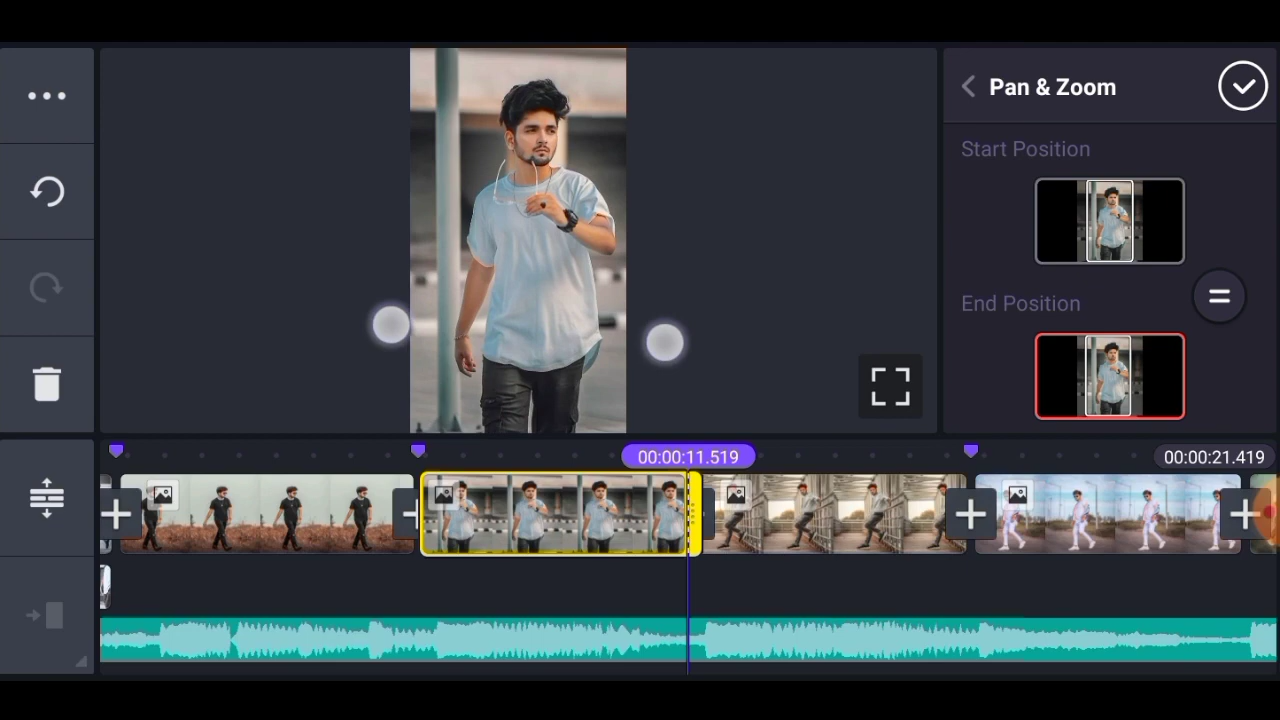 Pan & Zoom
Start Position
End Position
00:00:11.519
00:00:21.419